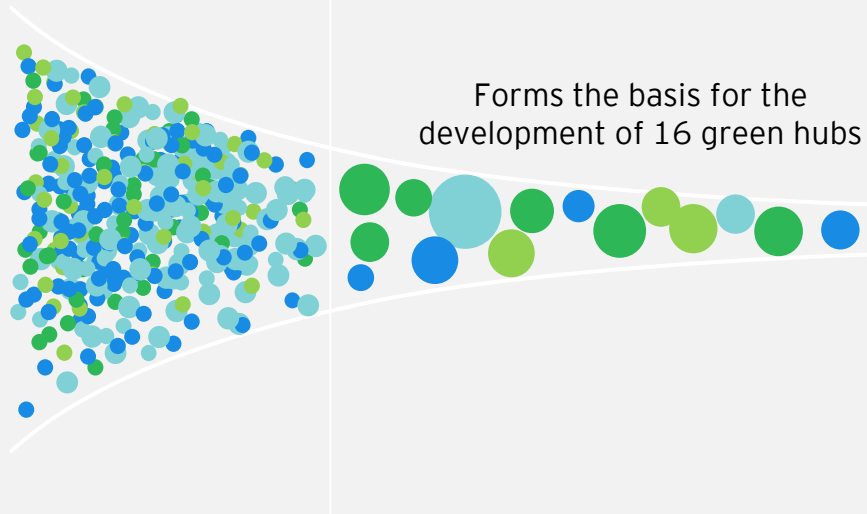 Forms the basis for the
development of 16 green hubs